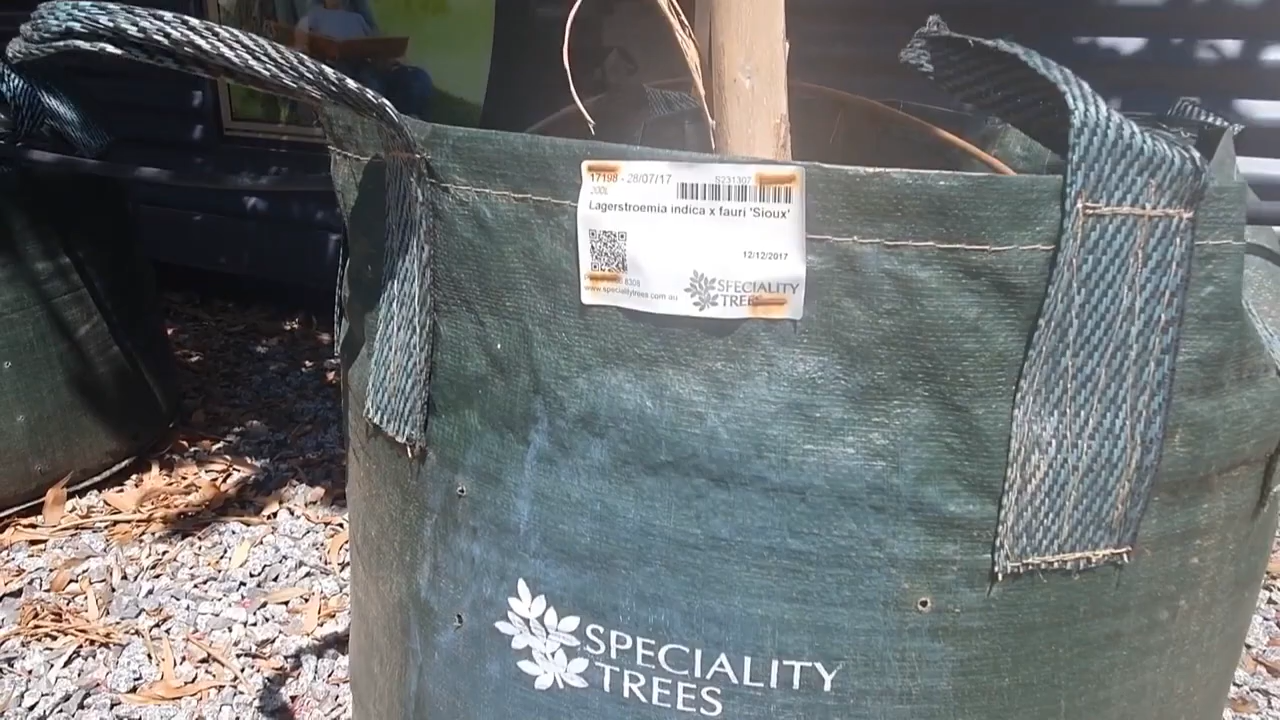 17198 - 28/07/17
S231307
200L
Lagerstroemia indica x fauri 'Sioux'
12/12/2017
8308
www.specialitytrees.com.au
SPECIALITY
TREES
SPECIALITY
TREES